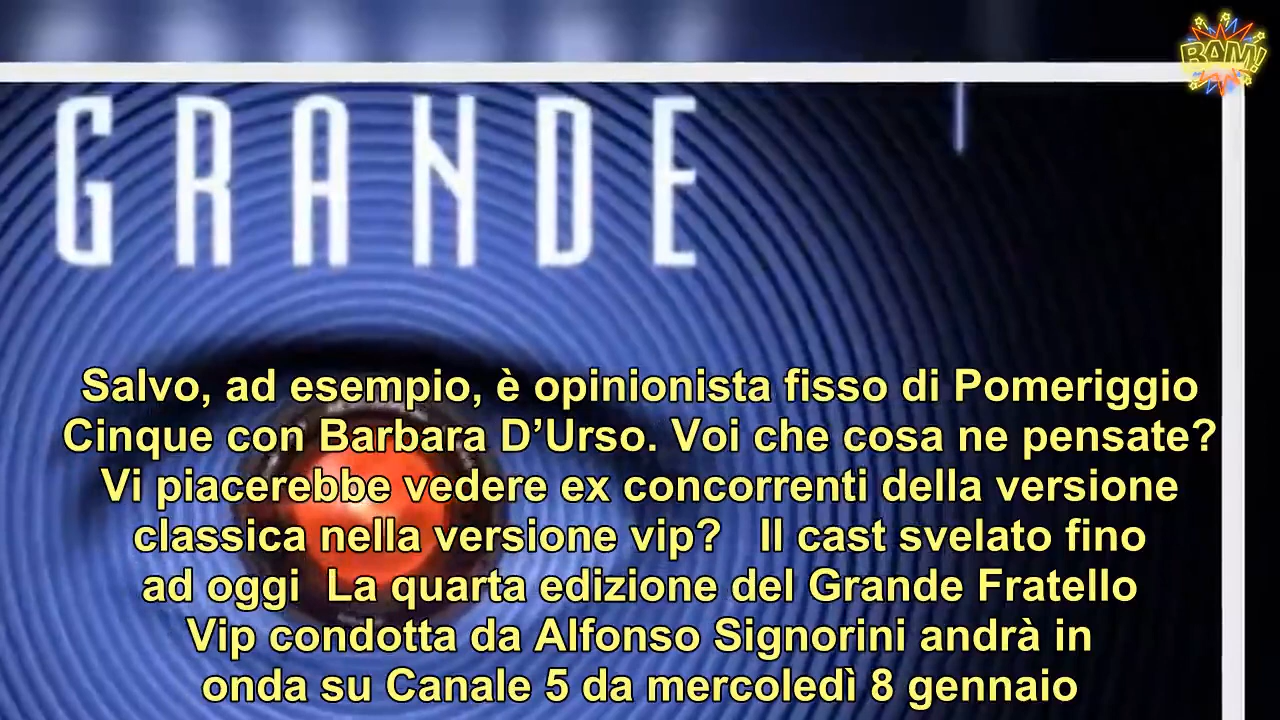 BAM!
GRANDE
Salvo, ad esempio, è opinionista fisso di Pomeriggio
Cinque con Barbara D’Urso. Voi che cosa ne pensate?
Vi piacerebbe vedere ex concorrenti della versione
classica nella versione vip?   Il cast svelato fino
ad oggi  La quarta edizione del Grande Fratello
Vip condotta da Alfonso Signorini andrà in
onda su Canale 5 da mercoledì 8 gennaio